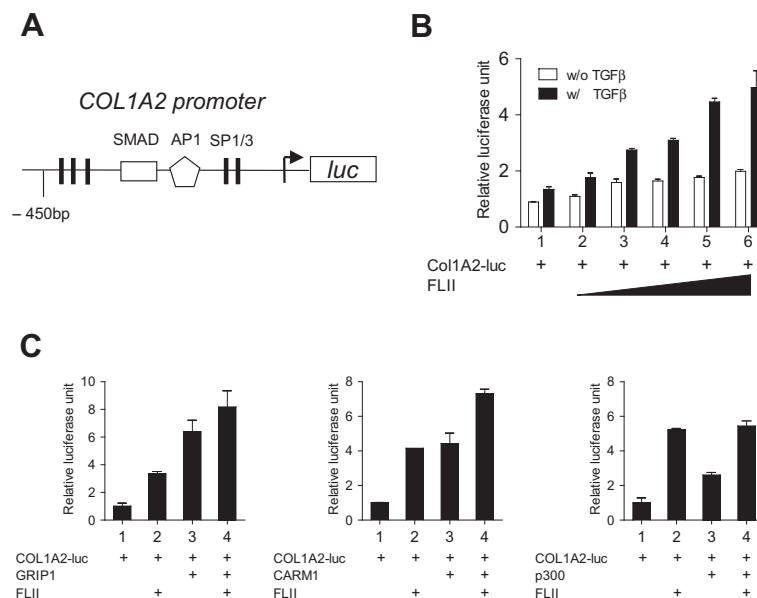 A
COL1A2 promoter
SMAD AP1 SP1/3
luc
– 450bp
B
Relative luciferase unit
6
4
2
0
w/o TGFβ
w/ TGFβ
1 2 3 4 5 6
Col1A2-luc + + + + + +
FLII
C
Relative luciferase unit
10
8
6
4
2
0
1 2 3 4
COL1A2-luc + + + +
GRIP1 + +
FLII + +
Relative luciferase unit
8
6
4
2
0
1 2 3 4
COL1A2-luc + + + +
CARM1 + +
FLII + +
Relative luciferase unit
8
6
4
2
0
1 2 3 4
COL1A2-luc + + + +
p300 + +
FLII + +